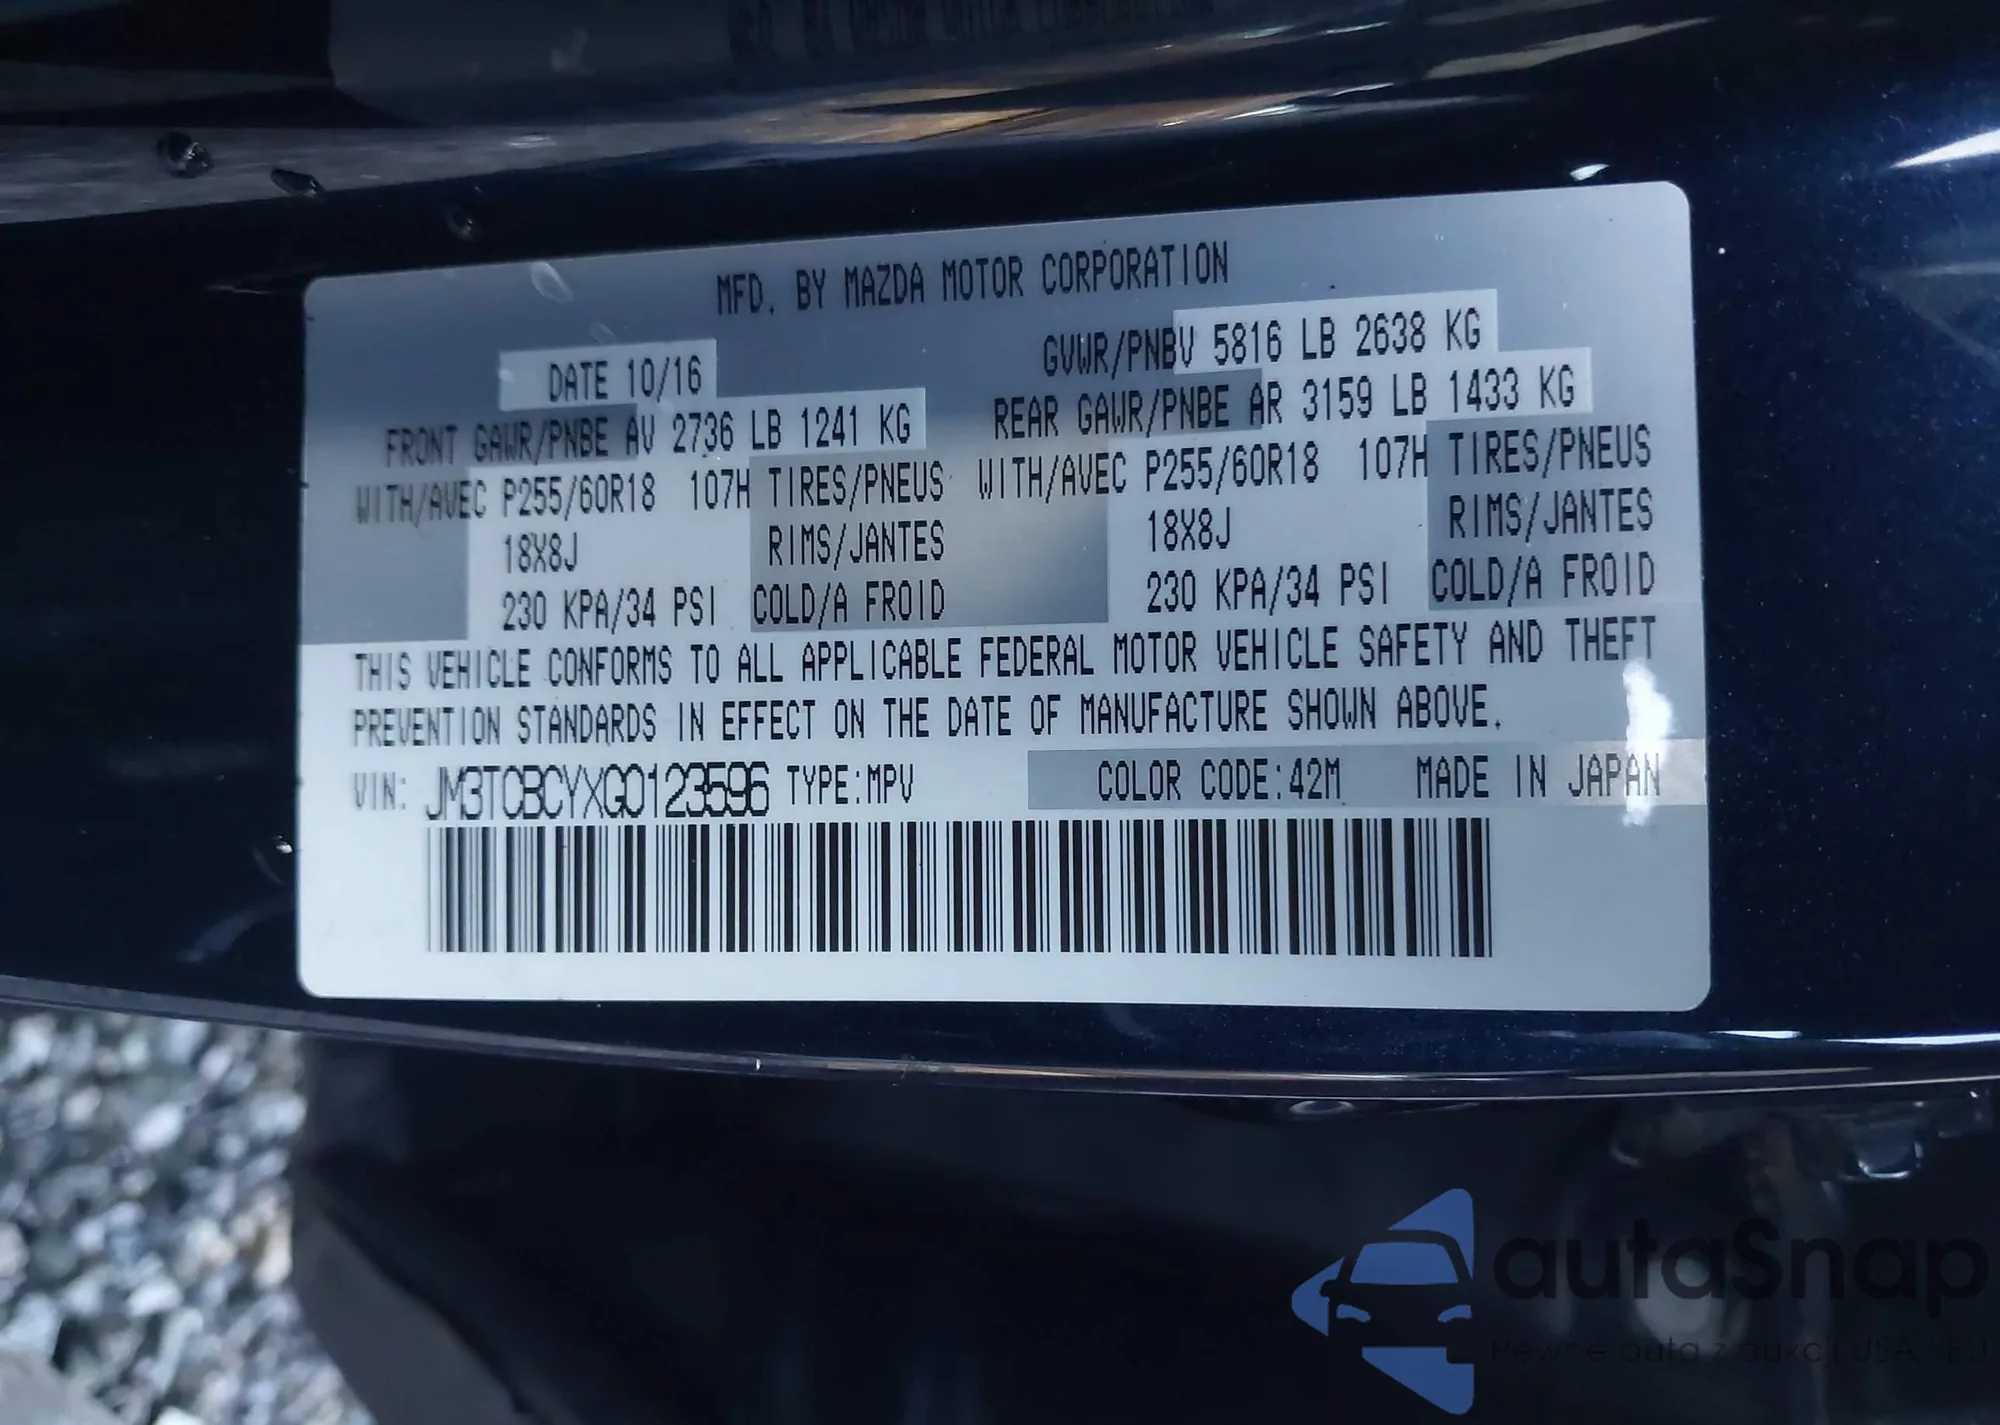 MFD. BY MAZDA MOTOR CORPORATION
DATE 10/16 GVWR/PNBV 5816 LB 2638 KG
FRONT GAWR/PNBE AV 2736 LB 1241 KG REAR GAWR/PNBE AR 3159 LB 1433 KG
WITH/AVEC P255/60R18 107H TIRES/PNEUS WITH/AVEC P255/60R18 107H TIRES/PNEUS
18X8J RIMS/JANTES 18X8J RIMS/JANTES
230 KPA/34 PSI COLD/A FROID 230 KPA/34 PSI COLD/A FROID
THIS VEHICLE CONFORMS TO ALL APPLICABLE FEDERAL MOTOR VEHICLE SAFETY AND THEFT
PREVENTION STANDARDS IN EFFECT ON THE DATE OF MANUFACTURE SHOWN ABOVE.
VIN: JM3TCBCYXG0123596 TYPE:MPV COLOR CODE:42M MADE IN JAPAN
autaSnap
Pewne auta z aukcji USA